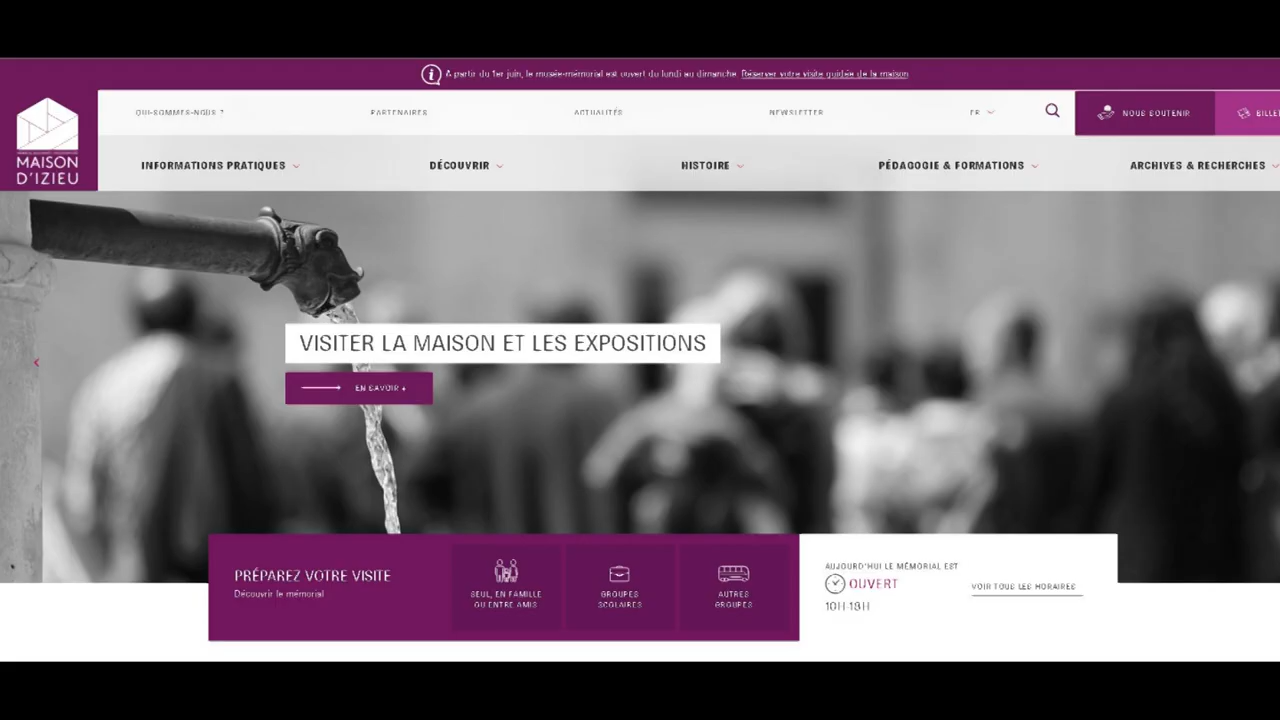 À partir du 1er juin, le musée-mémorial est ouvert du lundi au dimanche. Réserver votre visite guidée de la maison
QUI-SOMMES-NOUS ?
PARTENAIRES
ACTUALITÉS
NEWSLETTER
FR
NOUS SOUTENIR
BILLET
MAISON
D'IZIEU
INFORMATIONS PRATIQUES
DÉCOUVRIR
HISTOIRE
PÉDAGOGIE & FORMATIONS
ARCHIVES & RECHERCHES
VISITER LA MAISON ET LES EXPOSITIONS
EN SAVOIR +
PRÉPAREZ VOTRE VISITE
Découvrir le mémorial
SEUL, EN FAMILLE
OU ENTRE AMIS
GROUPES
SCOLAIRES
AUTRES
GROUPES
AUJOURD'HUI LE MÉMORIAL EST
OUVERT
10H-18H
VOIR TOUS LES HORAIRES